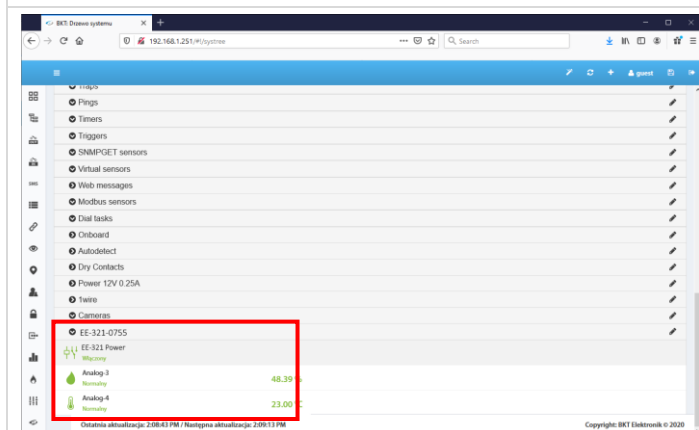 BKT: Drzewo systemu
192.168.1.251/#!/systree
Search
guest
Traps
Pings
Timers
Triggers
SNMPGET sensors
Virtual sensors
Web messages
Modbus sensors
Dial tasks
Onboard
Autodetect
Dry Contacts
Power 12V 0.25A
1wire
Cameras
EE-321-0755
EE-321 Power
Włączony
Analog-3
48.39 %
Normalny
Analog-4
23.00 °C
Normalny
Ostatnia aktualizacja: 2:08:43 PM / Następna aktualizacja: 2:09:13 PM
Copyright: BKT Elektronik © 2020